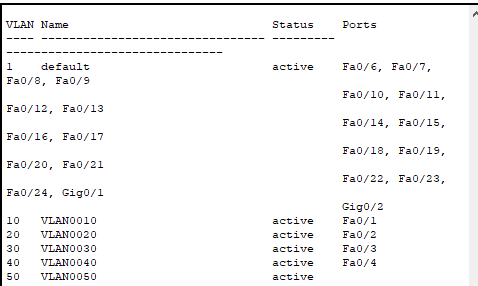 VLAN Name                             Status    Ports
---- -------------------------------- ---------
-------------------------------
1    default                          active    Fa0/6, Fa0/7,
Fa0/8, Fa0/9
                                                Fa0/10, Fa0/11,
Fa0/12, Fa0/13
                                                Fa0/14, Fa0/15,
Fa0/16, Fa0/17
                                                Fa0/18, Fa0/19,
Fa0/20, Fa0/21
                                                Fa0/22, Fa0/23,
Fa0/24, Gig0/1
                                                Gig0/2
10   VLAN0010                         active    Fa0/1
20   VLAN0020                         active    Fa0/2
30   VLAN0030                         active    Fa0/3
40   VLAN0040                         active    Fa0/4
50   VLAN0050                         active